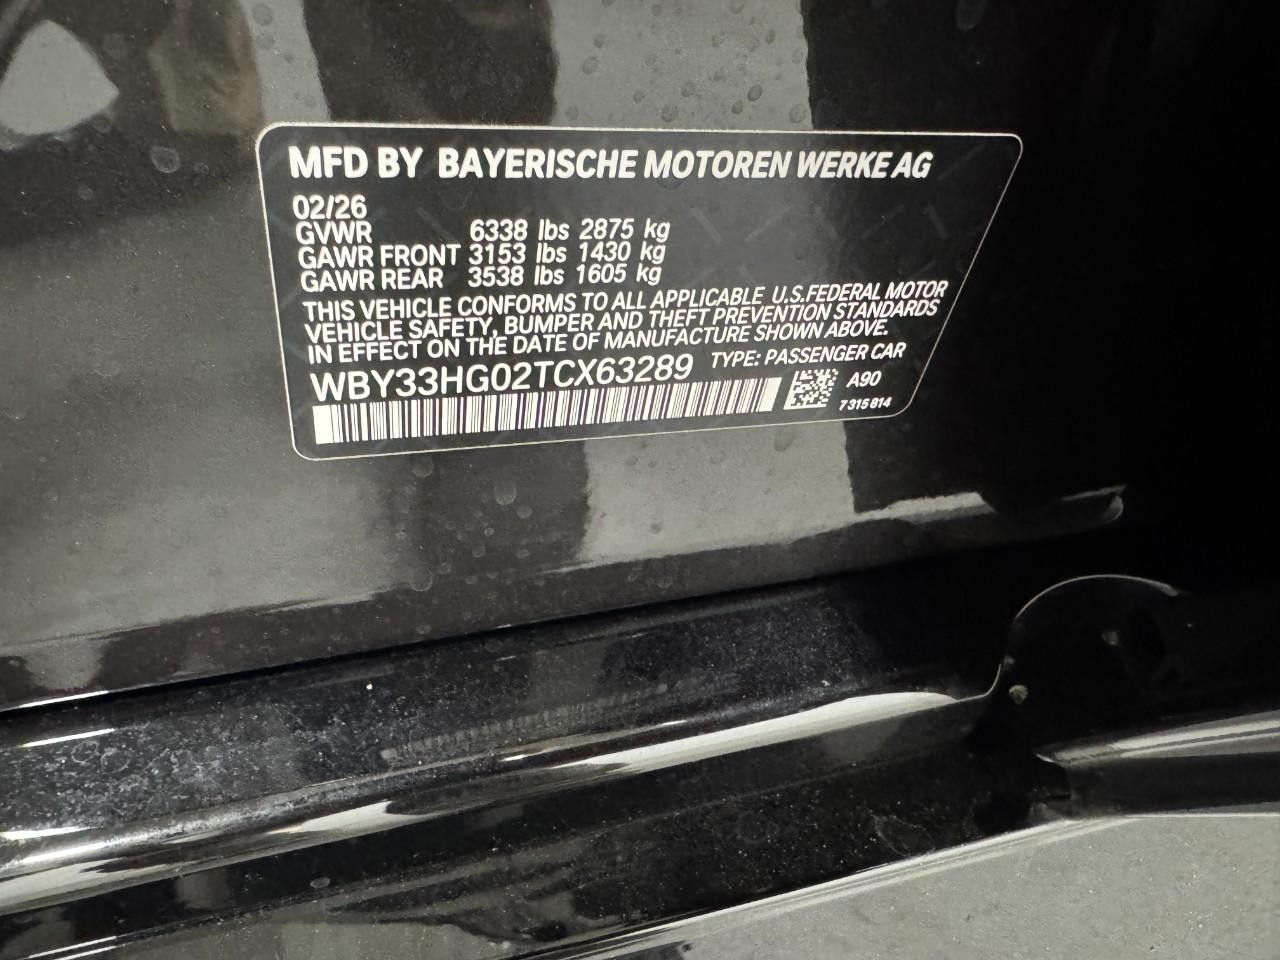 MFD BY BAYERISCHE MOTOREN WERKE AG
02/26
GVWR 6338 lbs 2875 kg
GAWR FRONT 3153 lbs 1430 kg
GAWR REAR 3538 lbs 1605 kg
THIS VEHICLE CONFORMS TO ALL APPLICABLE U.S.FEDERAL MOTOR
VEHICLE SAFETY, BUMPER AND THEFT PREVENTION STANDARDS
IN EFFECT ON THE DATE OF MANUFACTURE SHOWN ABOVE.
WBY33HG02TCX63289 TYPE: PASSENGER CAR
A90
7315814